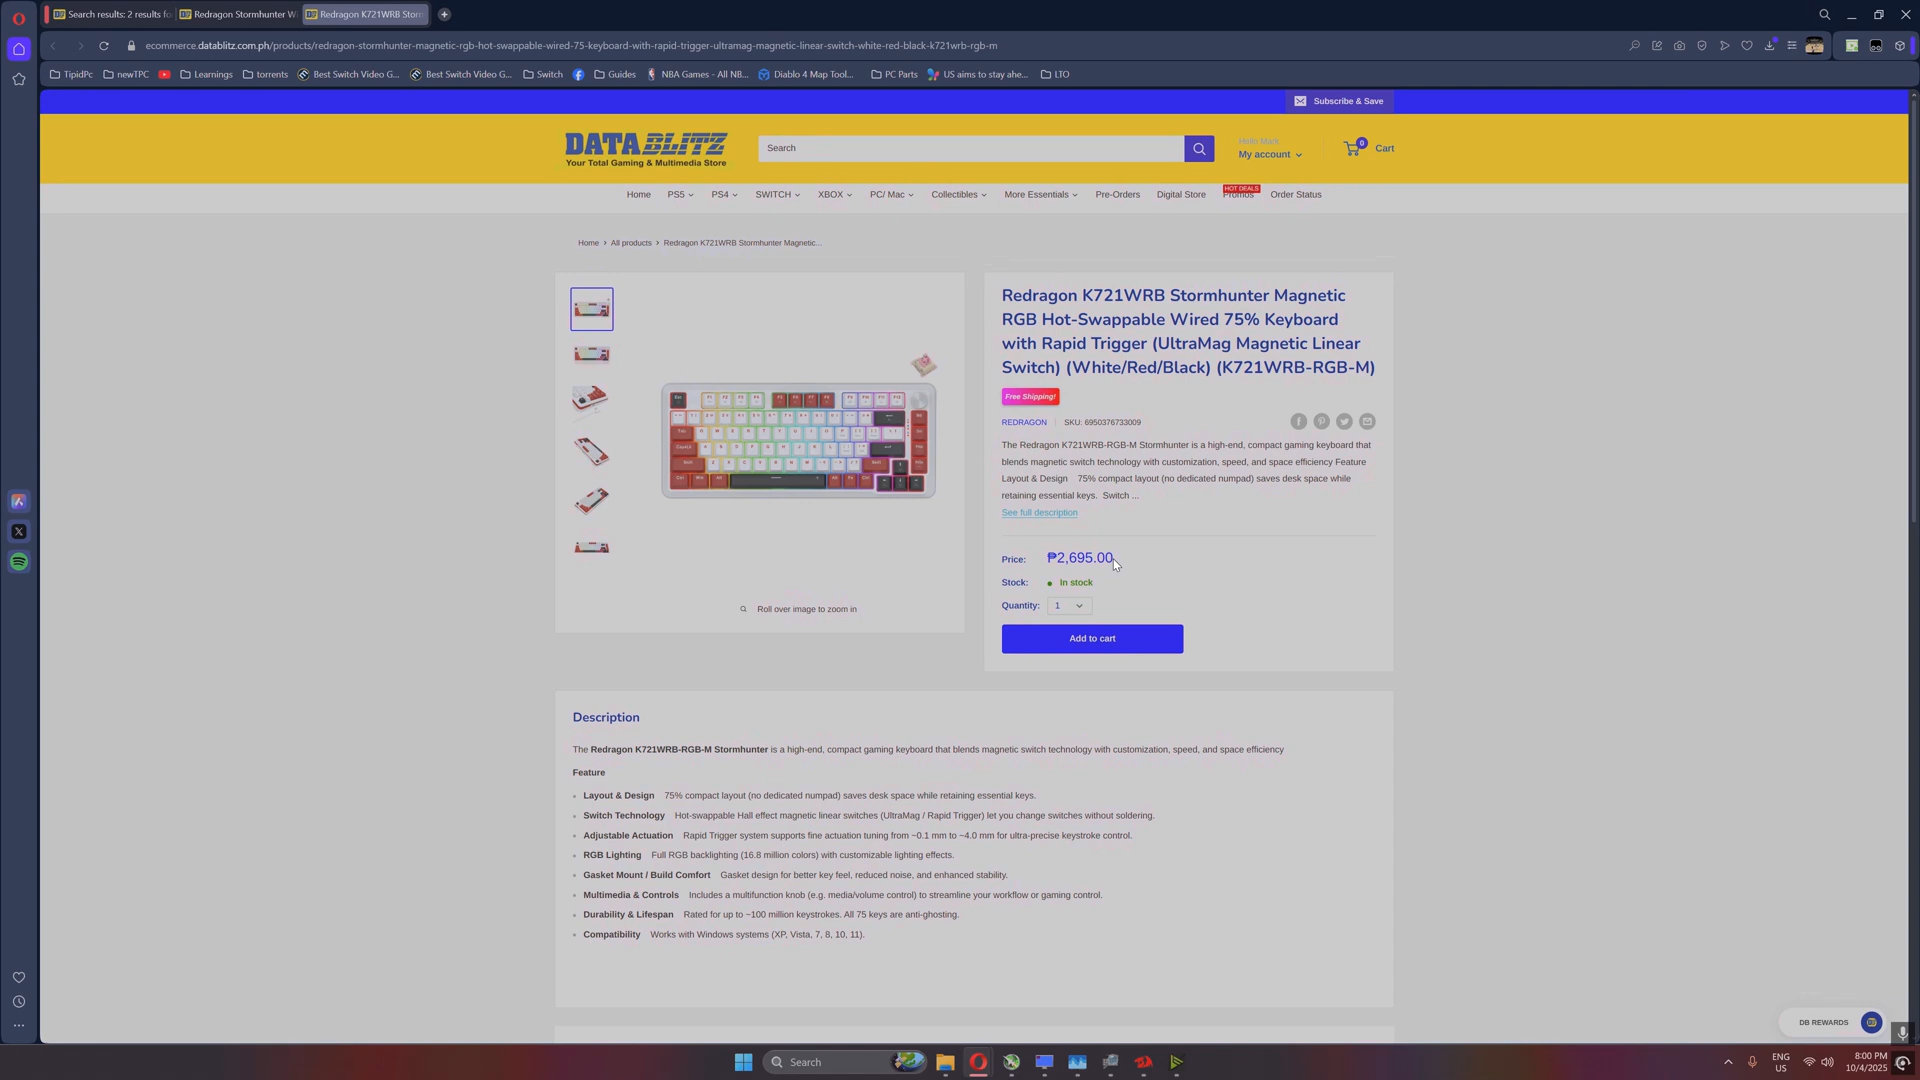 Search results: 2 results fo
Redragon Stormhunter W
Redragon K721WRB Storm
ecommerce.datablitz.com.ph/products/redragon-stormhunter-magnetic-rgb-hot-swappable-wired-75-keyboard-with-rapid-trigger-ultramag-magnetic-linear-switch-white-red-black-k721wrb-rgb-m
TipidPc
newTPC
Learnings
torrents
Best Switch Video G...
Best Switch Video G...
Switch
Guides
NBA Games - All NB...
Diablo 4 Map Tool...
PC Parts
US aims to stay ahe...
LTO
Subscribe & Save
DATABLITZ
Your Total Gaming & Multimedia Store
Search
Hello Mark
My account
0
Cart
Home
PS5
PS4
SWITCH
XBOX
PC/ Mac
Collectibles
More Essentials
Pre-Orders
Digital Store
HOT DEALS
Promos
Order Status
Home > All products > Redragon K721WRB Stormhunter Magnetic...
Roll over image to zoom in
Redragon K721WRB Stormhunter Magnetic
RGB Hot-Swappable Wired 75% Keyboard
with Rapid Trigger (UltraMag Magnetic Linear
Switch) (White/Red/Black) (K721WRB-RGB-M)
Free Shipping!
REDRAGON
SKU: 6950376733009
The Redragon K721WRB-RGB-M Stormhunter is a high-end, compact gaming keyboard that
blends magnetic switch technology with customization, speed, and space efficiency Feature
Layout & Design 75% compact layout (no dedicated numpad) saves desk space while
retaining essential keys. Switch ...
See full description
Price: ₱2,695.00
Stock: In stock
Quantity: 1
Add to cart
Description
The Redragon K721WRB-RGB-M Stormhunter is a high-end, compact gaming keyboard that blends magnetic switch technology with customization, speed, and space efficiency
Feature
Layout & Design 75% compact layout (no dedicated numpad) saves desk space while retaining essential keys.
Switch Technology Hot-swappable Hall effect magnetic linear switches (UltraMag / Rapid Trigger) let you change switches without soldering.
Adjustable Actuation Rapid Trigger system supports fine actuation tuning from ~0.1 mm to ~4.0 mm for ultra-precise keystroke control.
RGB Lighting Full RGB backlighting (16.8 million colors) with customizable lighting effects.
Gasket Mount / Build Comfort Gasket design for better key feel, reduced noise, and enhanced stability.
Multimedia & Controls Includes a multifunction knob (e.g. media/volume control) to streamline your workflow or gaming control.
Durability & Lifespan Rated for up to ~100 million keystrokes. All 75 keys are anti-ghosting.
Compatibility Works with Windows systems (XP, Vista, 7, 8, 10, 11).
DB REWARDS
Search
ENG
US
8:00 PM
10/4/2025